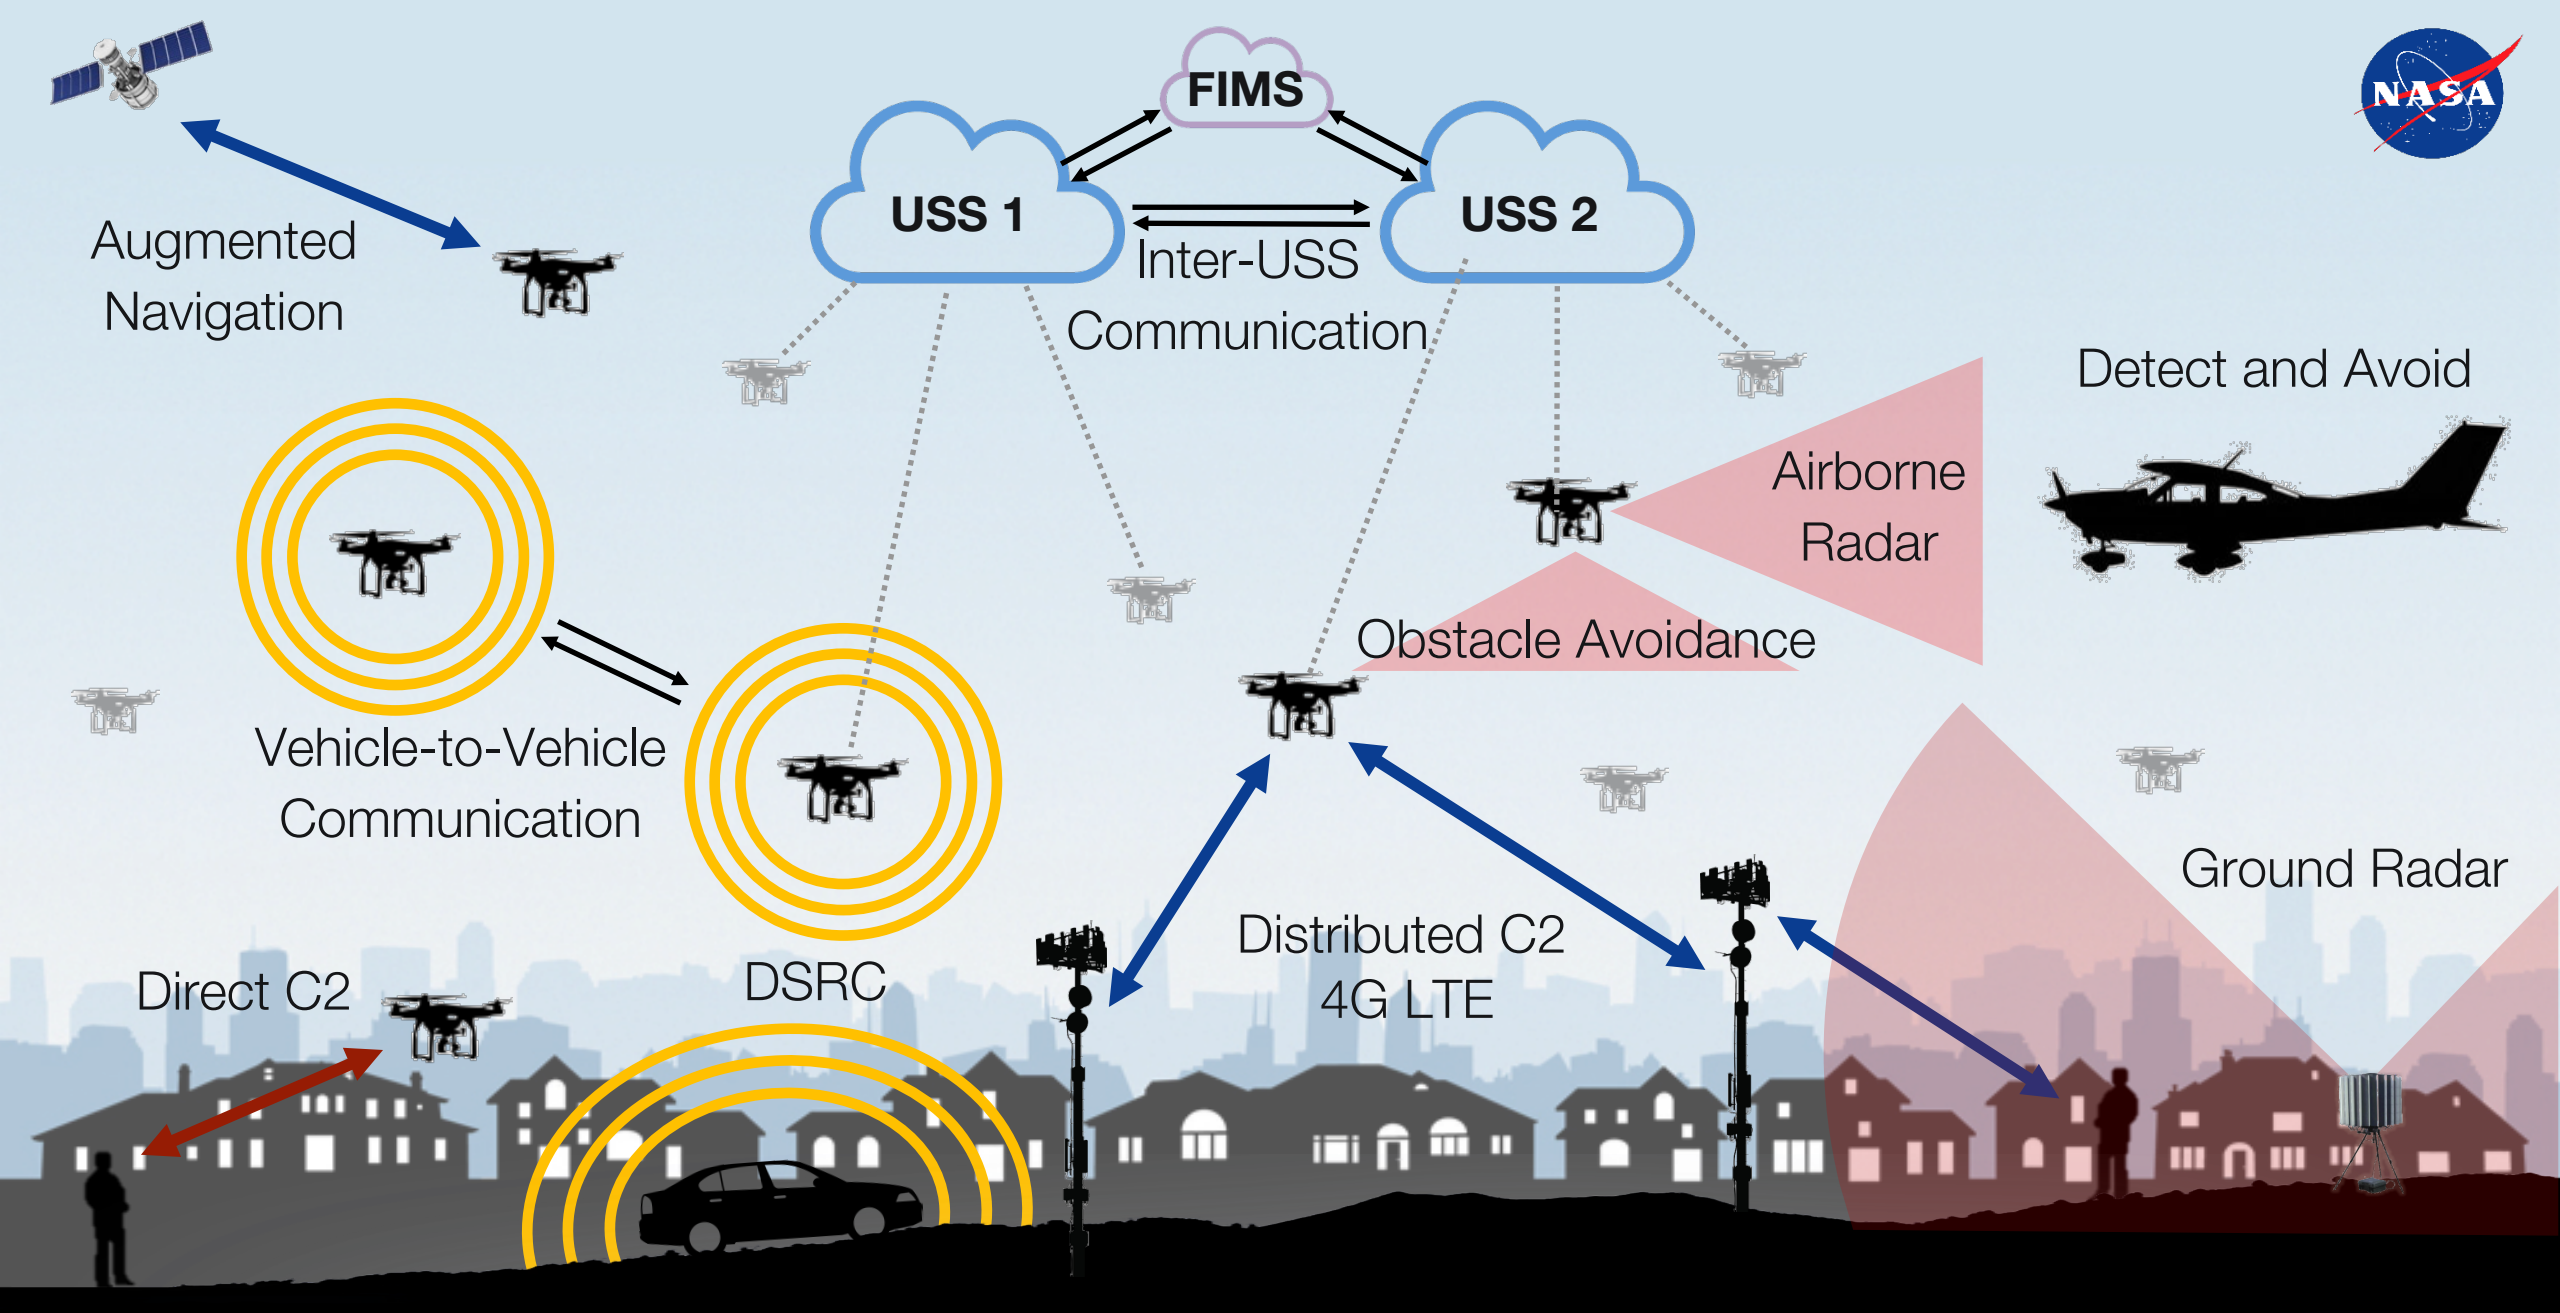 FIMS
NASA
USS 1
USS 2
Augmented
Navigation
Inter-USS
Communication
Detect and Avoid
Airborne
Radar
Obstacle Avoidance
Vehicle-to-Vehicle
Communication
Ground Radar
Distributed C2
4G LTE
DSRC
Direct C2